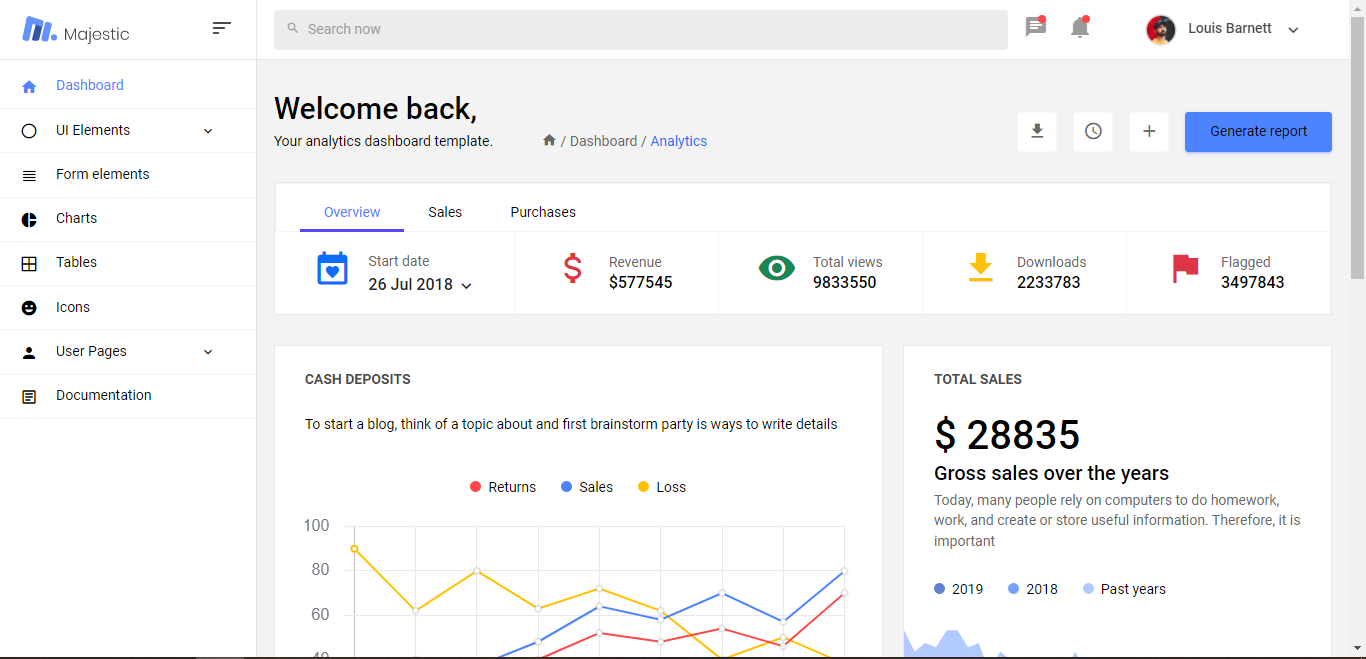 Majestic
Search now
Louis Barnett
Dashboard
UI Elements
Form elements
Charts
Tables
Icons
User Pages
Documentation
Welcome back,
Your analytics dashboard template.
/ Dashboard / Analytics
Generate report
Overview Sales Purchases
Start date
26 Jul 2018
Revenue
$577545
Total views
9833550
Downloads
2233783
Flagged
3497843
CASH DEPOSITS
To start a blog, think of a topic about and first brainstorm party is ways to write details
Returns Sales Loss
100
80
60
40
TOTAL SALES
$ 28835
Gross sales over the years
Today, many people rely on computers to do homework,
work, and create or store useful information. Therefore, it is
important
2019 2018 Past years